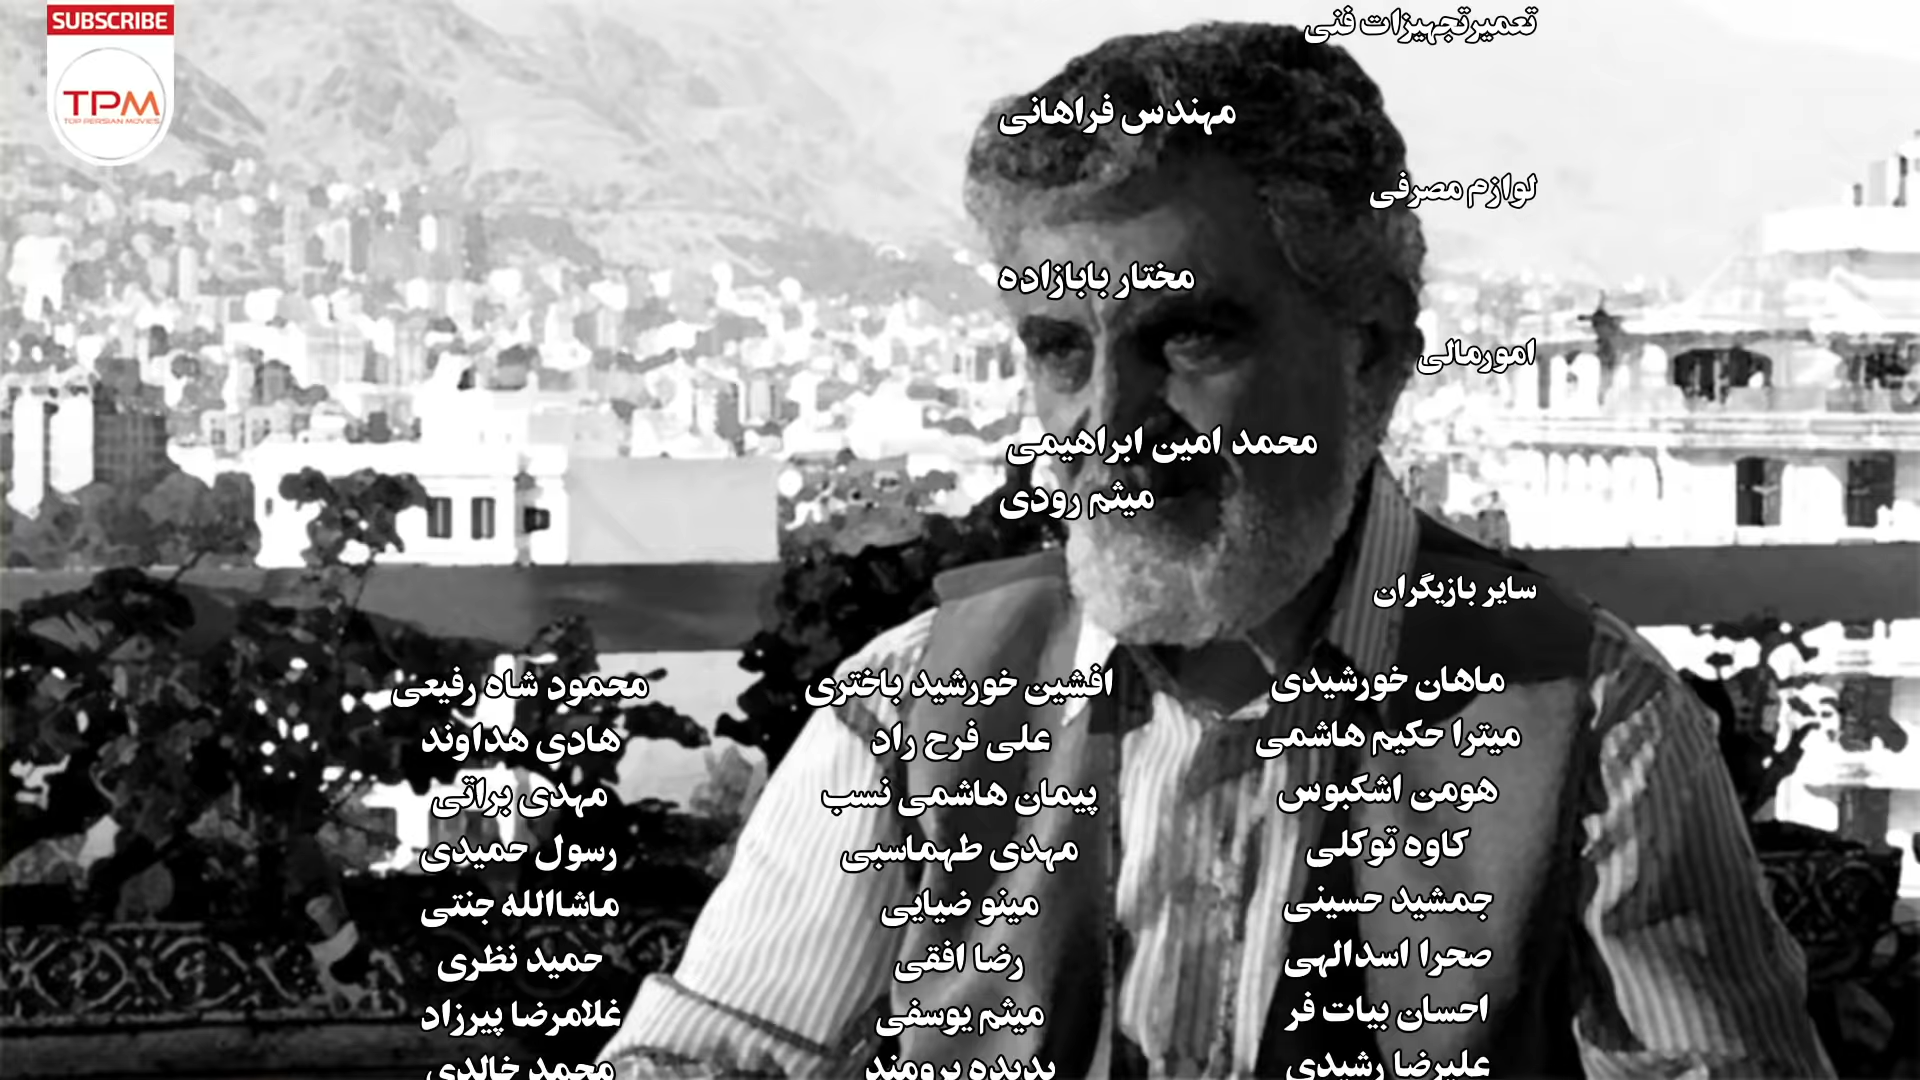 SUBSCRIBE
TPM
TOP PERSIAN MOVIES
تعمیرتجهیزات فنی
مهندس فراهانی
لوازم مصرفی
مختار بابازاده
امورمالی
محمد امین ابراهیمی
میثم رودی
سایر بازیگران
ماهان خورشیدی
افشین خورشید باختری
محمود شاه رفیعی
میترا حکیم هاشمی
علی فرح راد
هادی هداوند
هومن اشکبوس
پیمان هاشمی نسب
مهدی براتی
کاوه توکلی
مهدی طهماسبی
رسول حمیدی
جمشید حسینی
مینو ضیایی
ماشاالله جنتی
صحرا اسدالهی
رضا افقی
حمید نظری
احسان بیات فر
میثم یوسفی
غلامرضا پیرزاد
علیرضا رشیدی
پدیده برومند
محمد خالدی